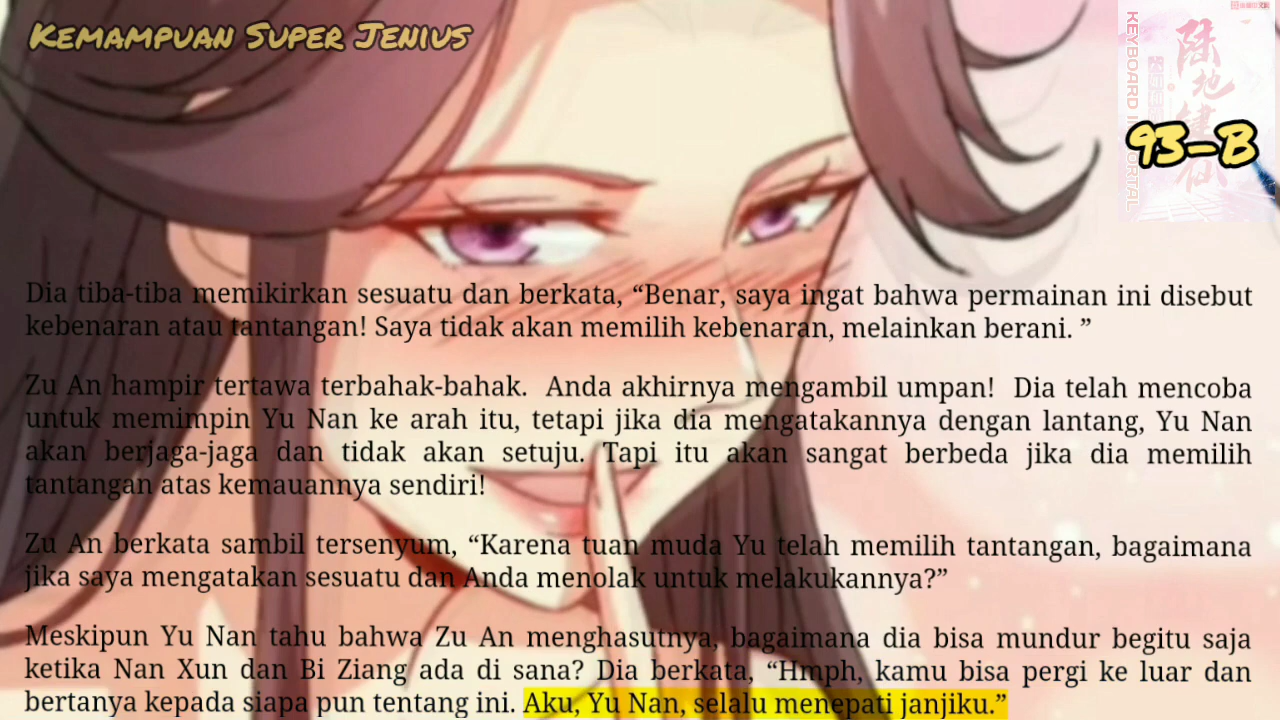 Kemampuan Super Jenius
93-B
Dia tiba-tiba memikirkan sesuatu dan berkata, “Benar, saya ingat bahwa permainan ini disebut
kebenaran atau tantangan! Saya tidak akan memilih kebenaran, melainkan berani. ”
Zu An hampir tertawa terbahak-bahak.  Anda akhirnya mengambil umpan!  Dia telah mencoba
untuk memimpin Yu Nan ke arah itu, tetapi jika dia mengatakannya dengan lantang, Yu Nan
akan berjaga-jaga dan tidak akan setuju. Tapi itu akan sangat berbeda jika dia memilih
tantangan atas kemauannya sendiri!
Zu An berkata sambil tersenyum, “Karena tuan muda Yu telah memilih tantangan, bagaimana
jika saya mengatakan sesuatu dan Anda menolak untuk melakukannya?”
Meskipun Yu Nan tahu bahwa Zu An menghasutnya, bagaimana dia bisa mundur begitu saja
ketika Nan Xun dan Bi Ziang ada di sana? Dia berkata, “Hmph, kamu bisa pergi ke luar dan
bertanya kepada siapa pun tentang ini. Aku, Yu Nan, selalu menepati janjiku.”